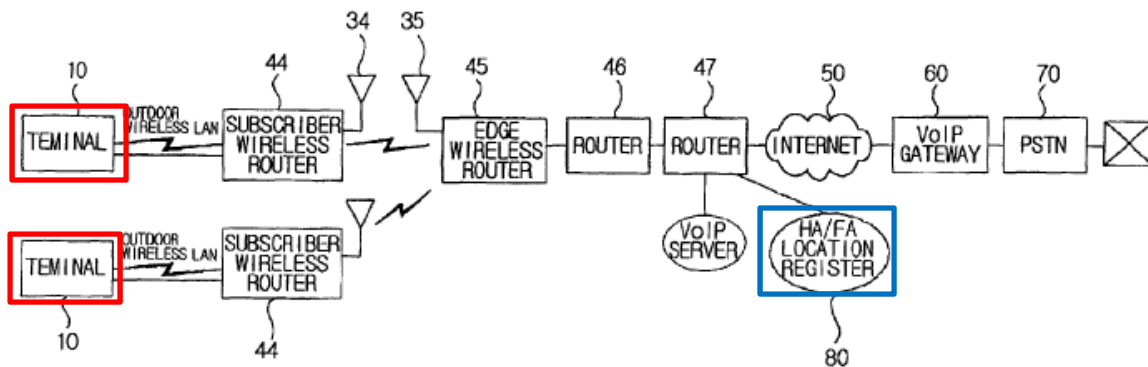 34
35
10
44
45
46
47
50
60
70
TEMINAL
OUTDOOR
WIRELESS LAN
SUBSCRIBER
WIRELESS
ROUTER
EDGE
WIRELESS
ROUTER
ROUTER
ROUTER
INTERNET
VoIP
GATEWAY
PSTN
TEMINAL
OUTDOOR
WIRELESS LAN
SUBSCRIBER
WIRELESS
ROUTER
VoIP
SERVER
HA/FA
LOCATION
REGISTER
10
44
80